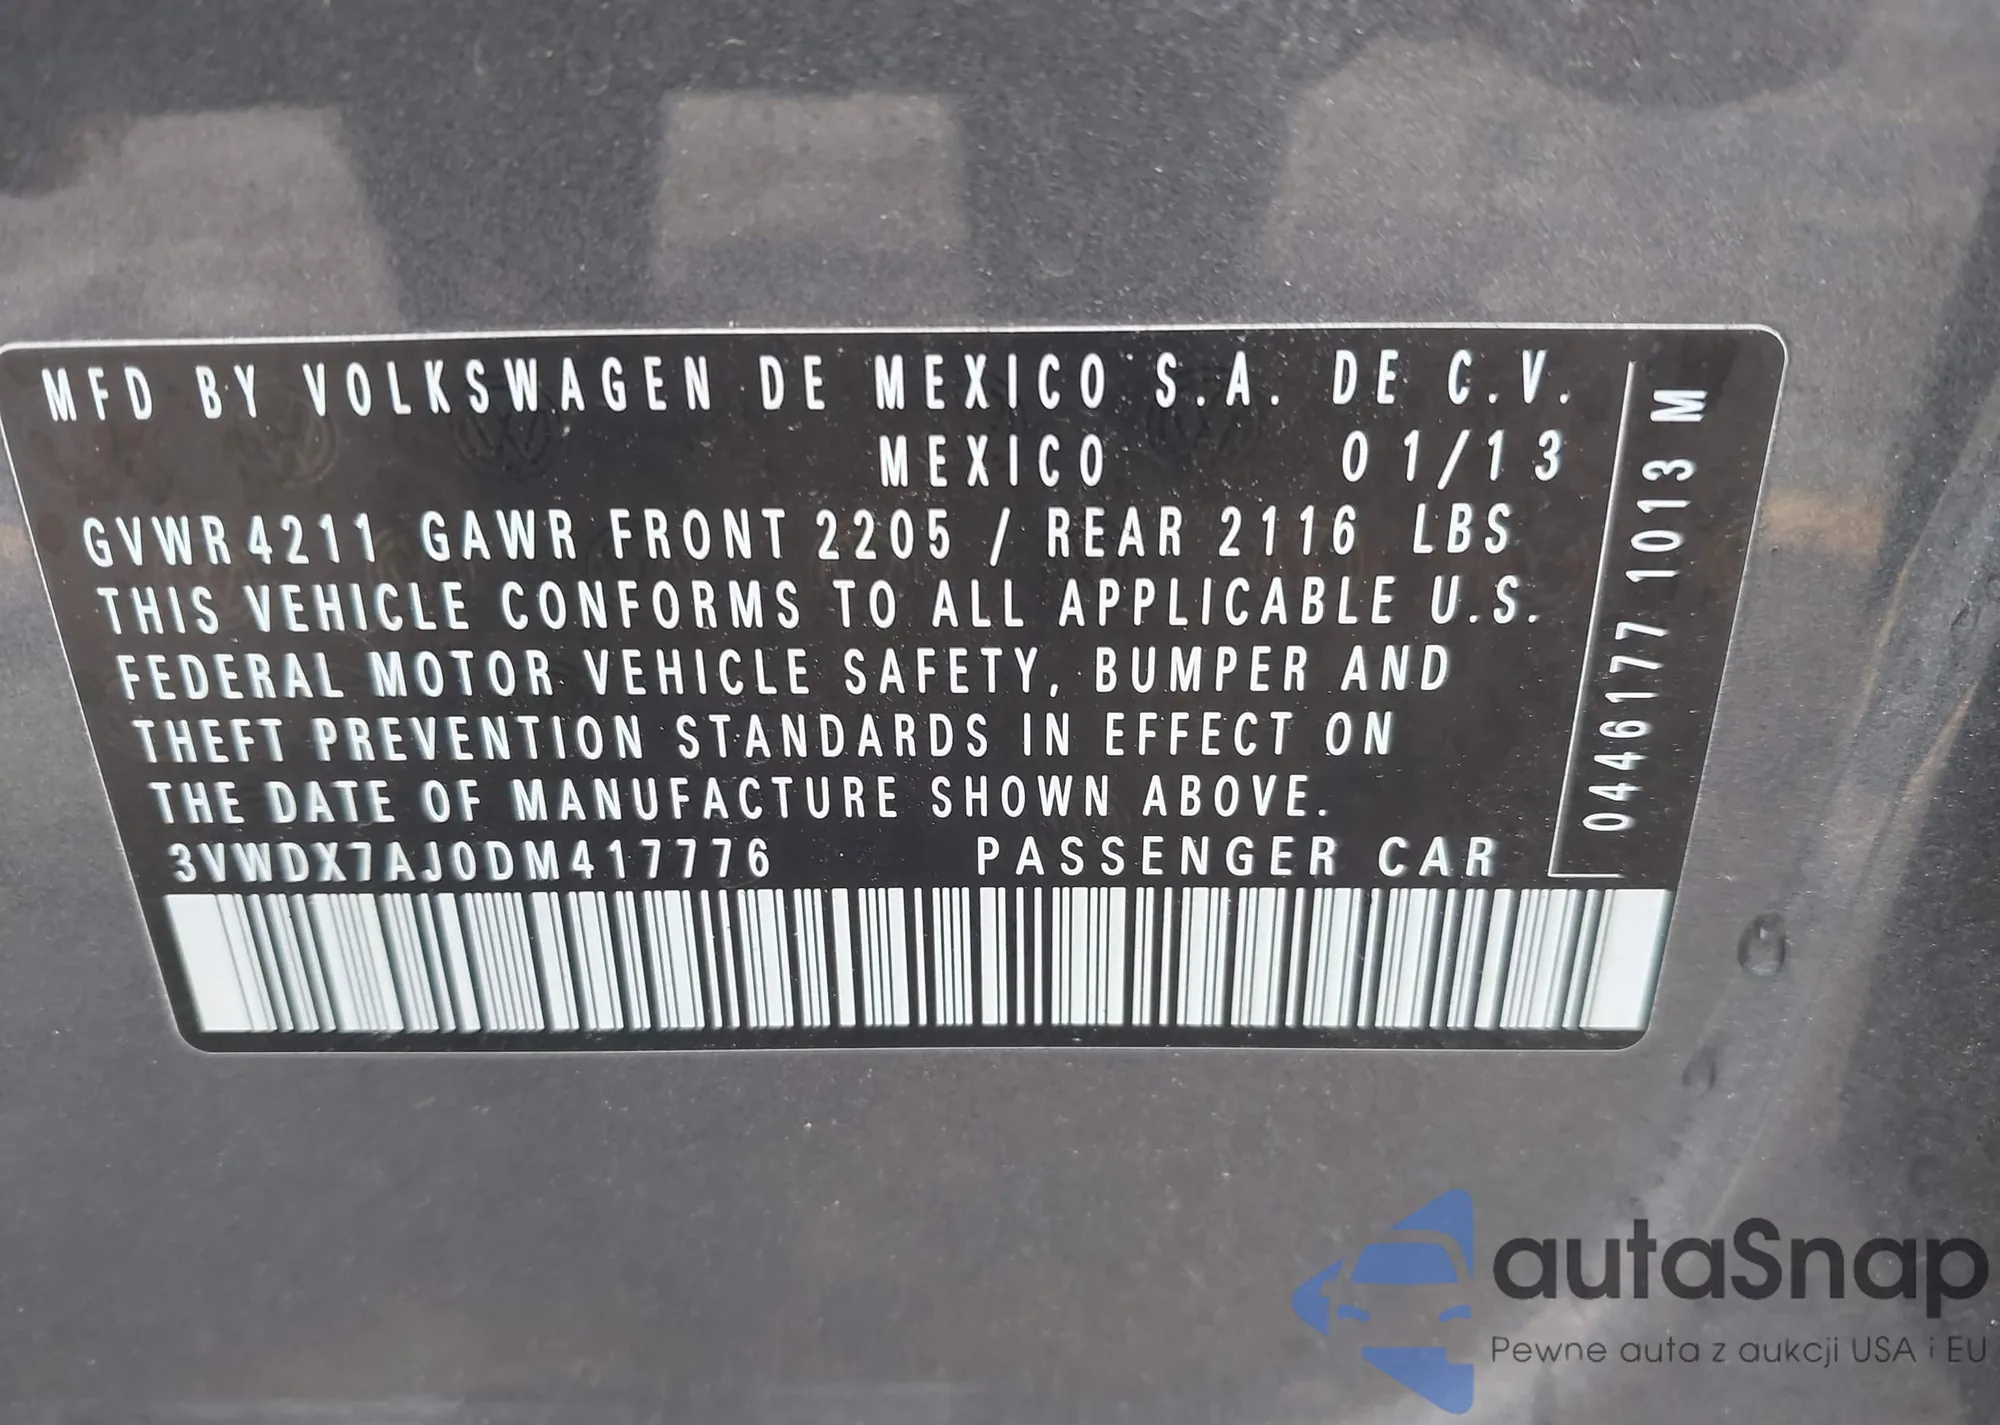 MFD BY VOLKSWAGEN DE MEXICO S.A. DE C.V.
MEXICO 01/13
GVWR 4211 GAWR FRONT 2205 / REAR 2116 LBS
THIS VEHICLE CONFORMS TO ALL APPLICABLE U.S.
FEDERAL MOTOR VEHICLE SAFETY, BUMPER AND
THEFT PREVENTION STANDARDS IN EFFECT ON
THE DATE OF MANUFACTURE SHOWN ABOVE.
3VWDX7AJ0DM417776 PASSENGER CAR
0446177 1013 M
autaSnap
Pewne auta z aukcji USA i EU